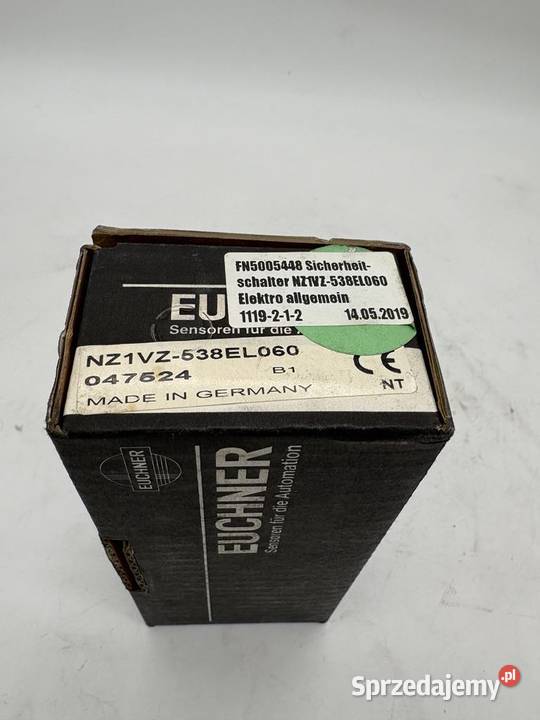 FN5005448 Sicherheit-
schalter NZ1VZ-538EL060
Elektro allgemein
1119-2-1-2 14.05.2019
EU
Sensoren für die
NZ1VZ-538EL060
047524 B1
MADE IN GERMANY
CE
NT
EUCHNER
EUCHNER
Sensoren für die Automation
Sprzedajemy.pl